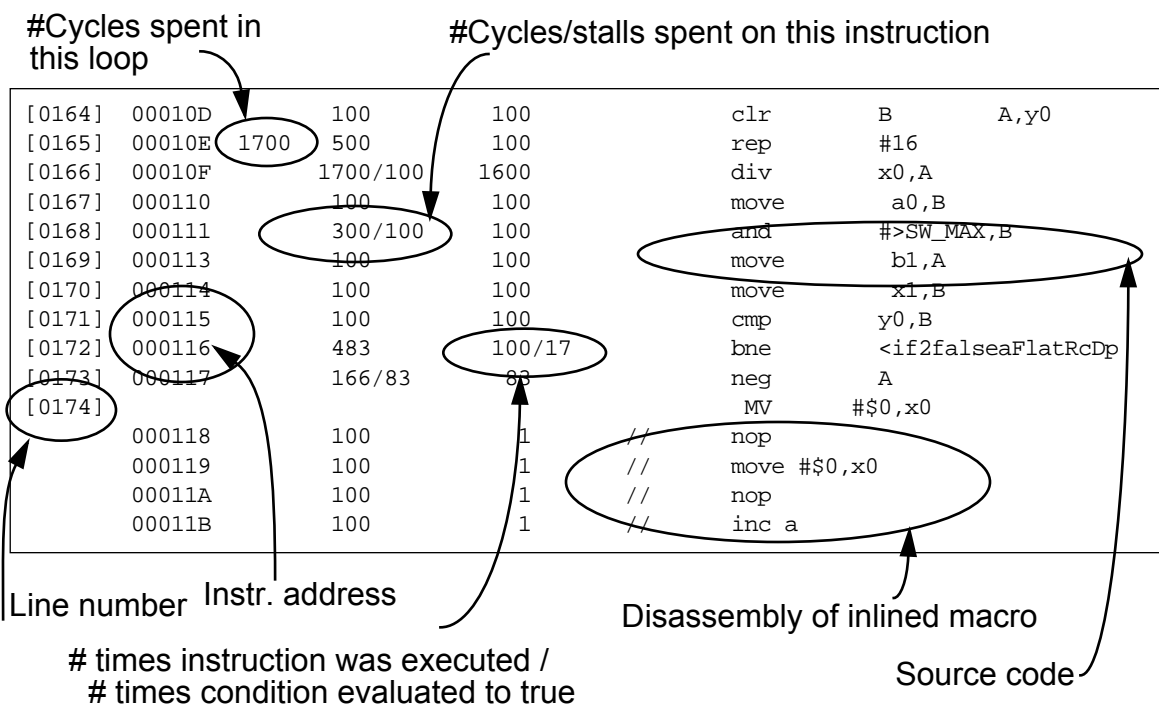 #Cycles spent in
this loop
#Cycles/stalls spent on this instruction
[0164] 00010D 100 100 clr B A,y0
[0165] 00010E 1700 500 100 rep #16
[0166] 00010F 1700/100 1600 div x0,A
[0167] 000110 100 100 move a0,B
[0168] 000111 300/100 100 and #>SW_MAX,B
[0169] 000113 100 100 move b1,A
[0170] 000114 100 100 move x1,B
[0171] 000115 100 100 cmp y0,B
[0172] 000116 483 100/17 bne <if2falseaFlatRcDp
[0173] 000117 166/83 83 neg A
[0174] MV #$0,x0
000118 100 1 // nop
000119 100 1 // move #$0,x0
00011A 100 1 // nop
00011B 100 1 // inc a
Line number
Instr. address
Disassembly of inlined macro
Source code
# times instruction was executed /
# times condition evaluated to true